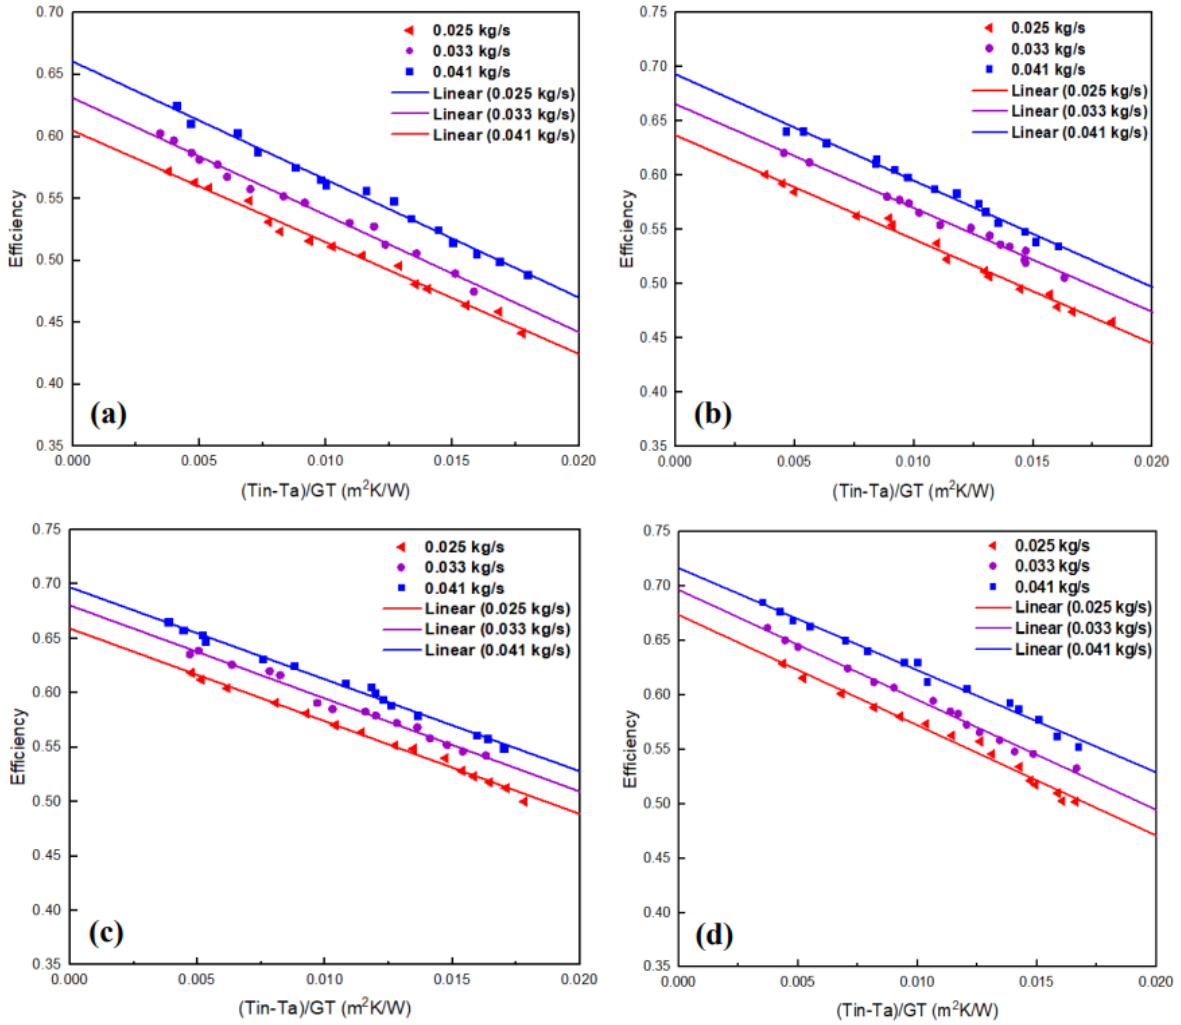 0.70
0.65
0.60
0.55
0.50
0.45
0.40
0.35
Efficiency
0.025 kg/s
0.033 kg/s
0.041 kg/s
Linear (0.025 kg/s)
Linear (0.033 kg/s)
Linear (0.041 kg/s)
(a)
0.000 0.005 0.010 0.015 0.020
(Tin-Ta)/GT (m²K/W)
0.75
0.70
0.65
0.60
0.55
0.50
0.45
0.40
0.35
Efficiency
0.025 kg/s
0.033 kg/s
0.041 kg/s
Linear (0.025 kg/s)
Linear (0.033 kg/s)
Linear (0.041 kg/s)
(b)
0.000 0.005 0.010 0.015 0.020
(Tin-Ta)/GT (m²K/W)
0.75
0.70
0.65
0.60
0.55
0.50
0.45
0.40
0.35
Efficiency
0.025 kg/s
0.033 kg/s
0.041 kg/s
Linear (0.025 kg/s)
Linear (0.033 kg/s)
Linear (0.041 kg/s)
(c)
0.000 0.005 0.010 0.015 0.020
(Tin-Ta)/GT (m²K/W)
0.75
0.70
0.65
0.60
0.55
0.50
0.45
0.40
0.35
Efficiency
0.025 kg/s
0.033 kg/s
0.041 kg/s
Linear (0.025 kg/s)
Linear (0.033 kg/s)
Linear (0.041 kg/s)
(d)
0.000 0.005 0.010 0.015 0.020
(Tin-Ta)/GT (m²K/W)